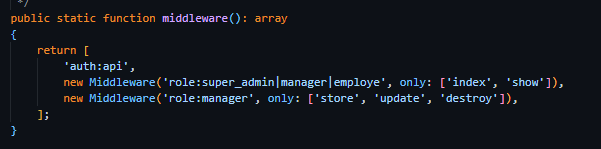 */
public static function middleware(): array
{
return [
'auth:api',
new Middleware('role:super_admin|manager|employe', only: ['index', 'show']),
new Middleware('role:manager', only: ['store', 'update', 'destroy']),
];
}